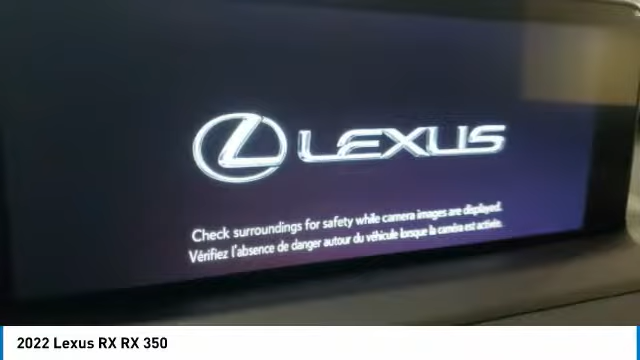 LEXUS
Check surroundings for safety while camera images are displayed.
Vérifiez l'absence de danger autour du véhicule lorsque la caméra est activée.
2022 Lexus RX RX 350